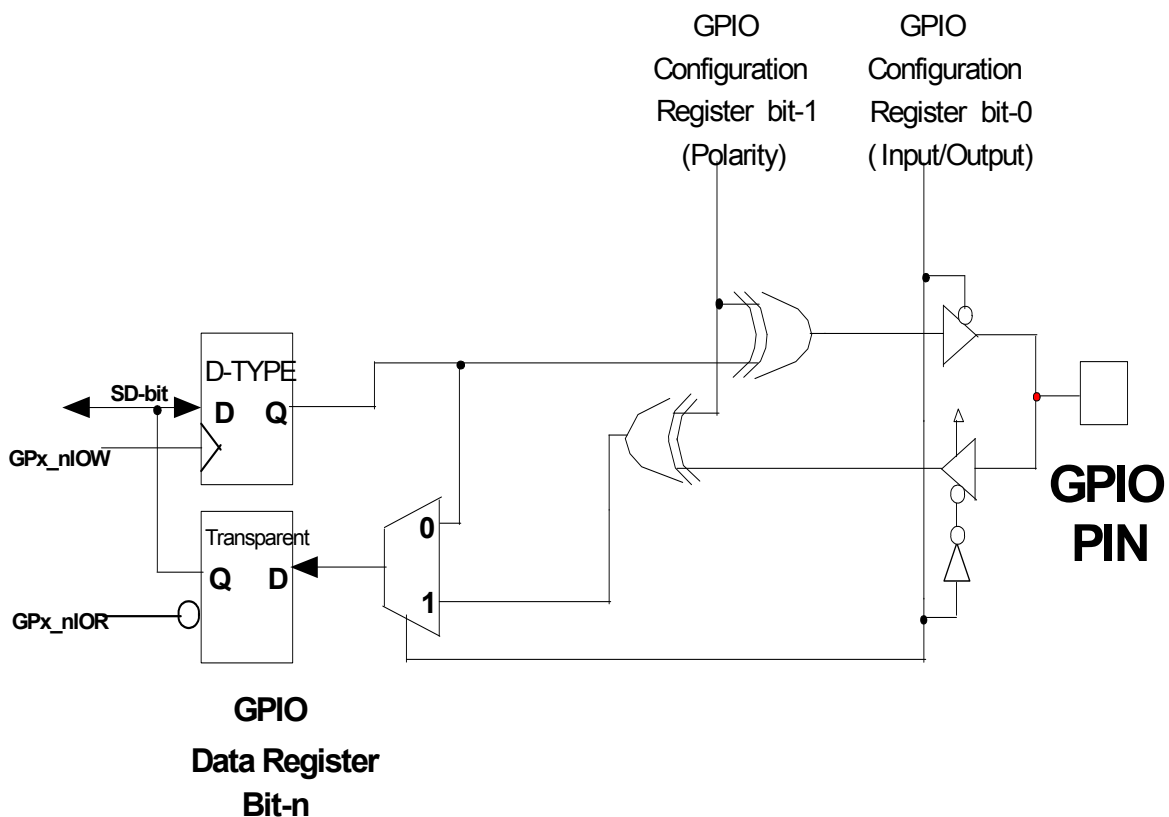 GPIO
Configuration
Register bit-1
(Polarity)
GPIO
Configuration
Register bit-0
( Input/Output)
D-TYPE
SD-bit
D Q
GPx_nIOW
Transparent
Q D
GPx_nIOR
0
1
GPIO
PIN
GPIO
Data Register
Bit-n